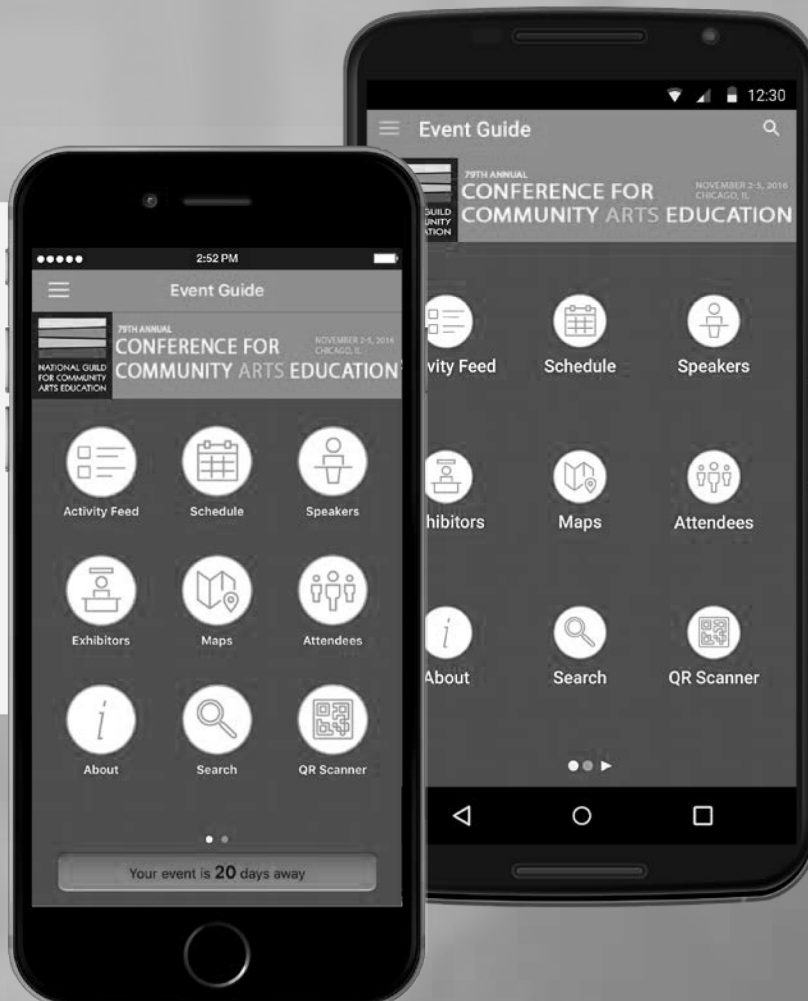 2:52 PM
Event Guide
NATIONAL GUILD
FOR COMMUNITY
ARTS EDUCATION
79TH ANNUAL
CONFERENCE FOR
COMMUNITY ARTS EDUCATION
NOVEMBER 2-5, 2016
CHICAGO, IL
Activity Feed Schedule Speakers
Exhibitors Maps Attendees
About Search QR Scanner
Your event is 20 days away
12:30
Event Guide
GUILD
79TH ANNUAL
CONFERENCE FOR
COMMUNITY ARTS EDUCATION
NOVEMBER 2-5, 2016
CHICAGO, IL
vity Feed Schedule Speakers
hibitors Maps Attendees
About Search QR Scanner